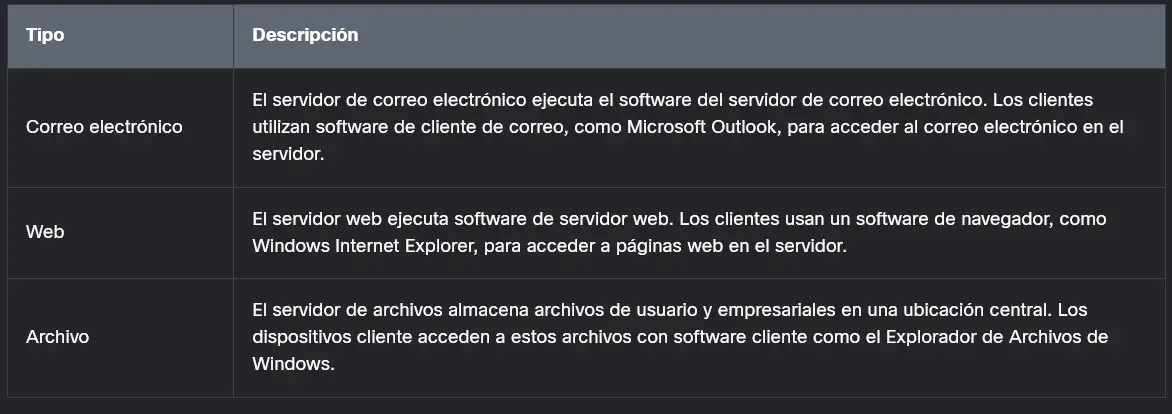 Tipo
Descripción
Correo electrónico
El servidor de correo electrónico ejecuta el software del servidor de correo electrónico. Los clientes
utilizan software de cliente de correo, como Microsoft Outlook, para acceder al correo electrónico en el
servidor.
Web
El servidor web ejecuta software de servidor web. Los clientes usan un software de navegador, como
Windows Internet Explorer, para acceder a páginas web en el servidor.
Archivo
El servidor de archivos almacena archivos de usuario y empresariales en una ubicación central. Los
dispositivos cliente acceden a estos archivos con software cliente como el Explorador de Archivos de
Windows.